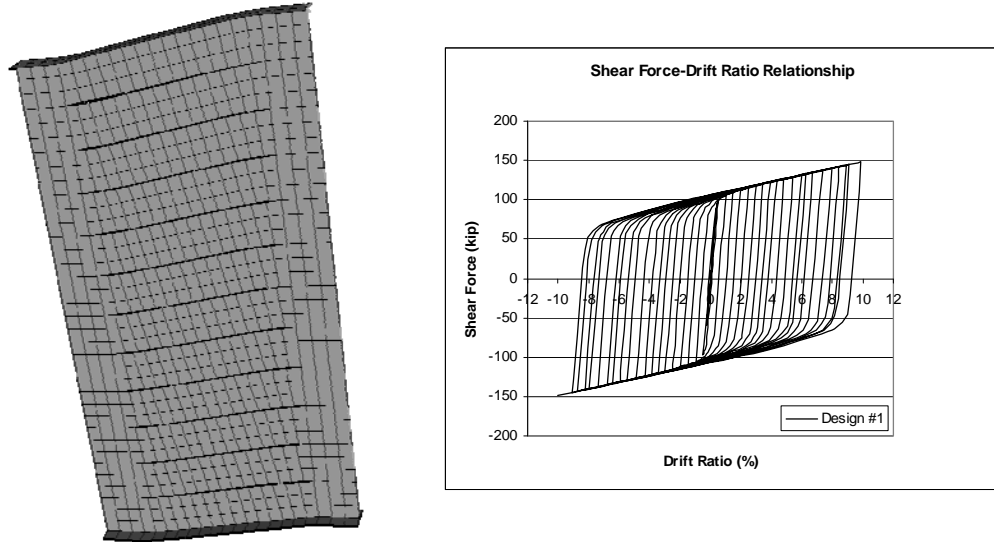 Shear Force-Drift Ratio Relationship
200
150
100
50
0
-50
-100
-150
-200
-12 -10 -8 -6 -4 -2 0 2 4 6 8 10 12
Shear Force (kip)
Drift Ratio (%)
Design #1